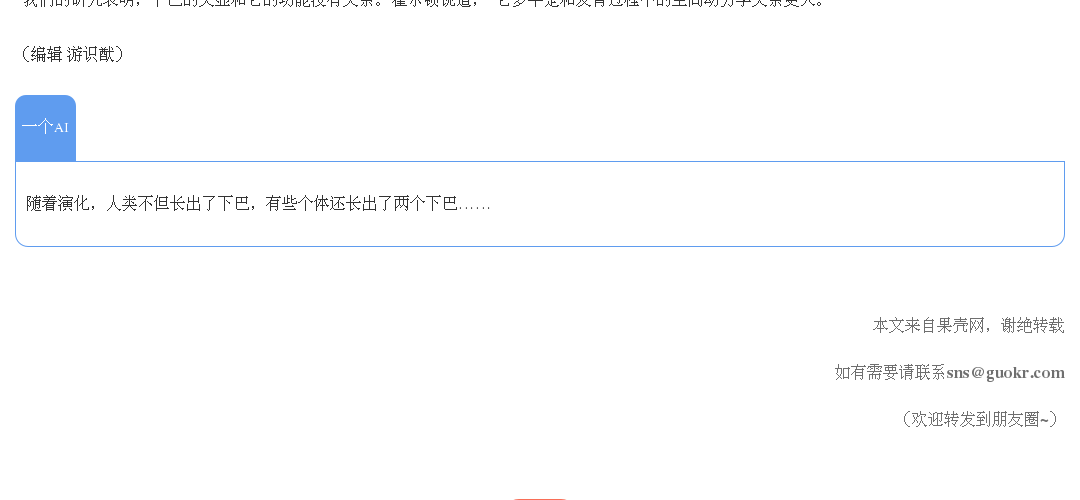 （编辑 游识猷）
一个AI
随着演化，人类不但长出了下巴，有些个体还长出了两个下巴……
本文来自果壳网，谢绝转载
如有需要请联系sns@guokr.com
（欢迎转发到朋友圈~）